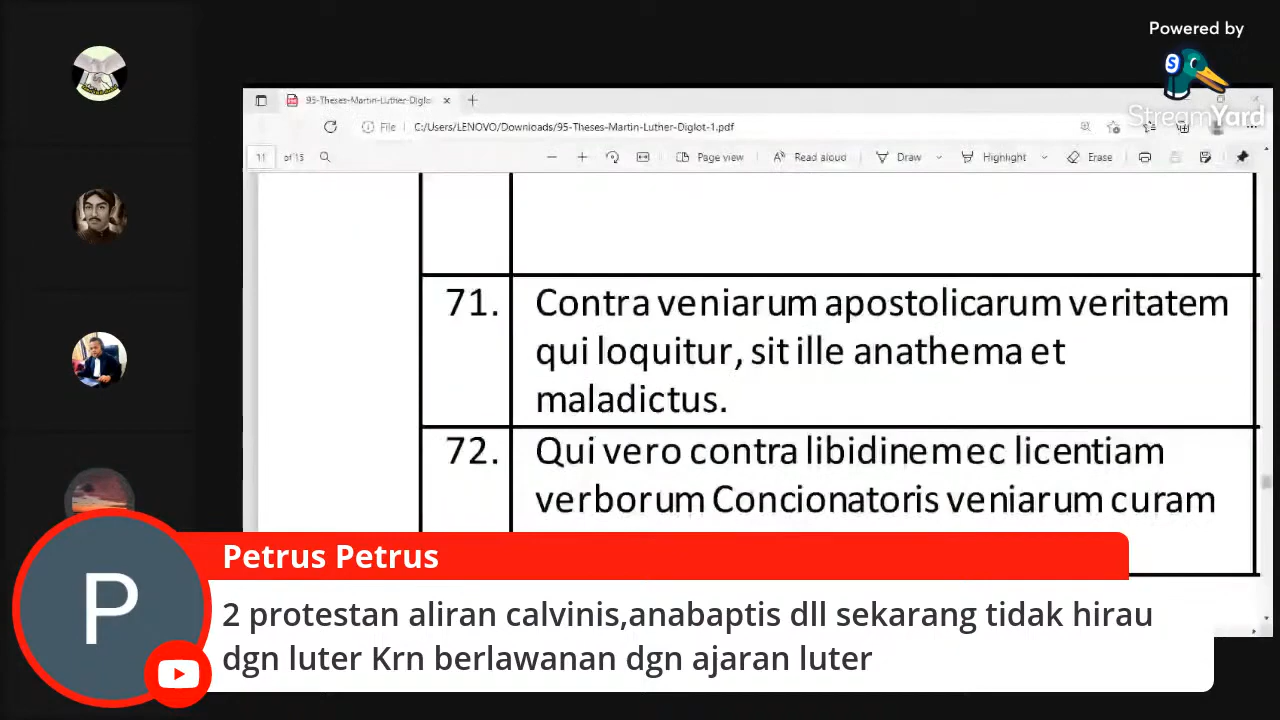 Powered by
StreamYard
95-Theses-Martin-Luther-Diglo
File C:/Users/LENOVO/Downloads/95-Theses-Martin-Luther-Diglot-1.pdf
11 of 15 Page view Read aloud Draw Highlight Erase
71. Contra veniarum apostolicarum veritatem
qui loquitur, sit ille anathema et
maladictus.
72. Qui vero contra libidinemec licentiam
verborum Concionatoris veniarum curam
Petrus Petrus
P
2 protestan aliran calvinis,anabaptis dll sekarang tidak hirau
dgn luter Krn berlawanan dgn ajaran luter